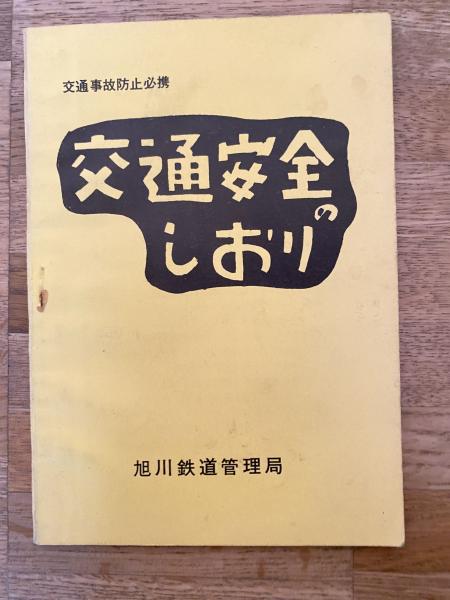 交通事故防止必携
交通安全の
しおり
旭川鉄道管理局